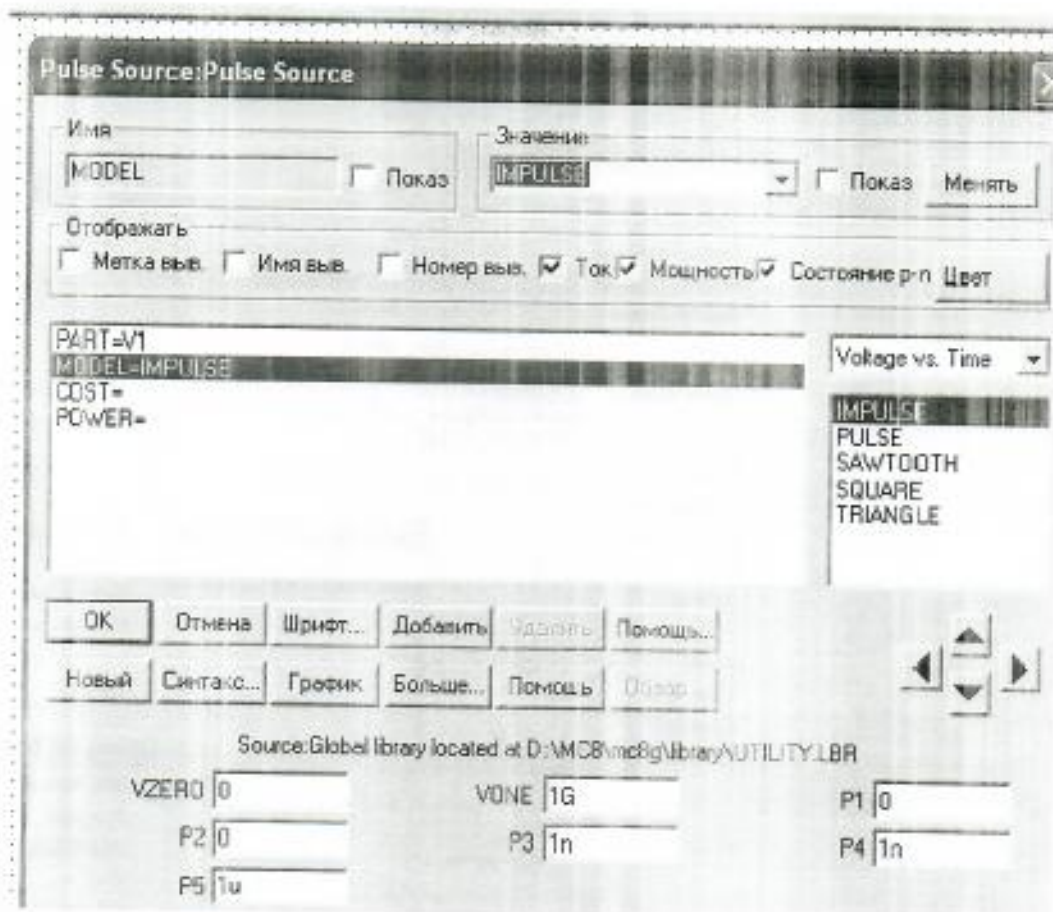 Pulse Source:Pulse Source
Имя
Значение
MODEL
Показ
IMPULSE
Показ
Менять
Отображать
Метка выв.
Имя выв.
Номер выв.
Ток
Мощность
Состояние p-n
Цвет
PART=V1
MODEL=IMPULSE
COST=
POWER=
Voltage vs. Time
IMPULSE
PULSE
SAWTOOTH
SQUARE
TRIANGLE
OK
Отмена
Шрифт...
Добавить
Удалить
Помощь...
Новый
Синтакс...
График
Больше...
Помощь
Обзор...
Source:Global library located at D:\MC8\mc8g\library\UTILITY.LBR
VZERO 0
VONE 1G
P1 0
P2 0
P3 1n
P4 1n
P5 1u